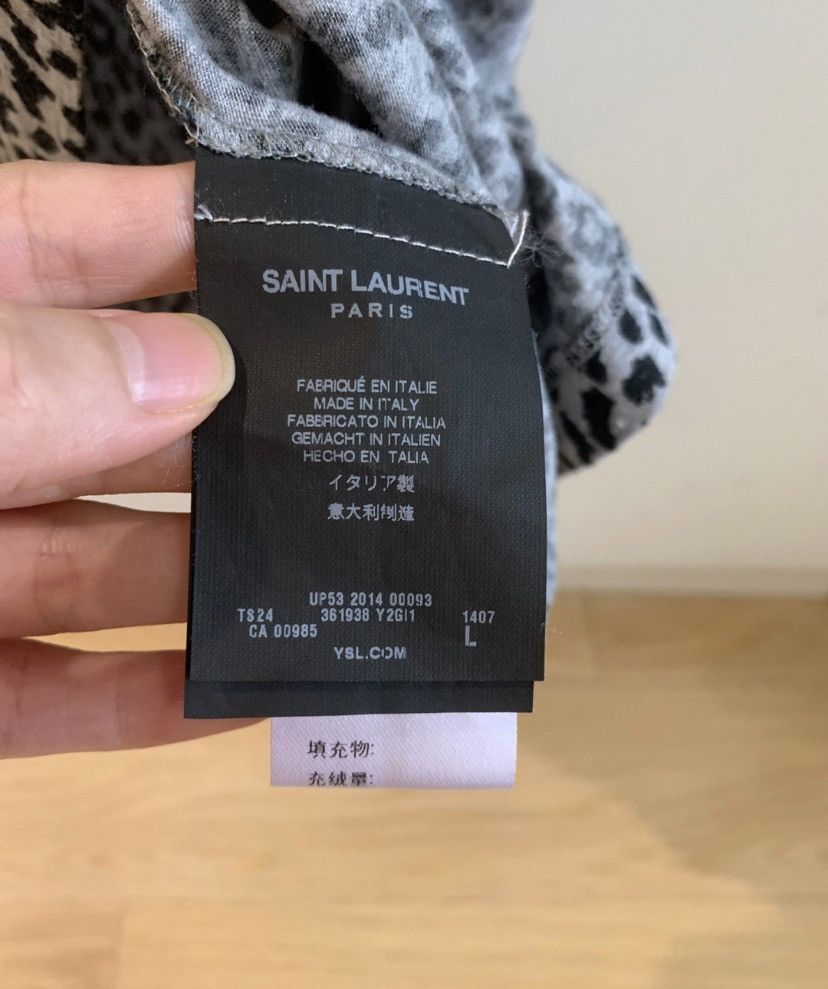 SAINT LAURENT
PARIS
FABRIQUÉ EN ITALIE
MADE IN ITALY
FABBRICATO IN ITALIA
GEMACHT IN ITALIEN
HECHO EN TALIA
イタリア製
意大利制造
UP53 2014 00093
TS24 361938 Y2GI1 1407
CA 00985 L
YSL.COM
填充物:
充绒量: